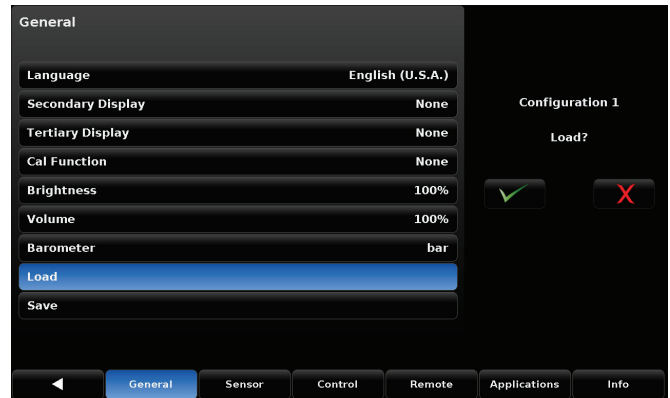 General
Language English (U.S.A.)
Secondary Display None
Tertiary Display None
Cal Function None
Brightness 100%
Volume 100%
Barometer bar
Load
Save
Configuration 1
Load?
General Sensor Control Remote Applications Info